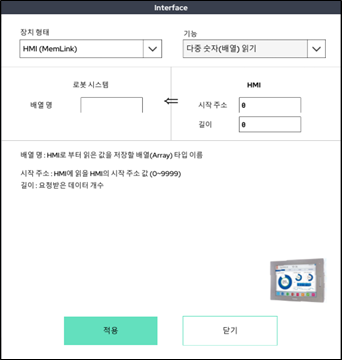 Interface
장치 형태
기능
HMI (MemLink)
다중 숫자(배열) 읽기
로봇 시스템
HMI
배열 명
⇐
시작 주소
0
길이
0
배열 명 : HMI로 부터 읽은 값을 저장할 배열(Array) 타입 이름
시작 주소 : HMI에 읽을 HMI의 시작 주소 값 (0~9999)
길이 : 요청받은 데이터 개수
적용
닫기